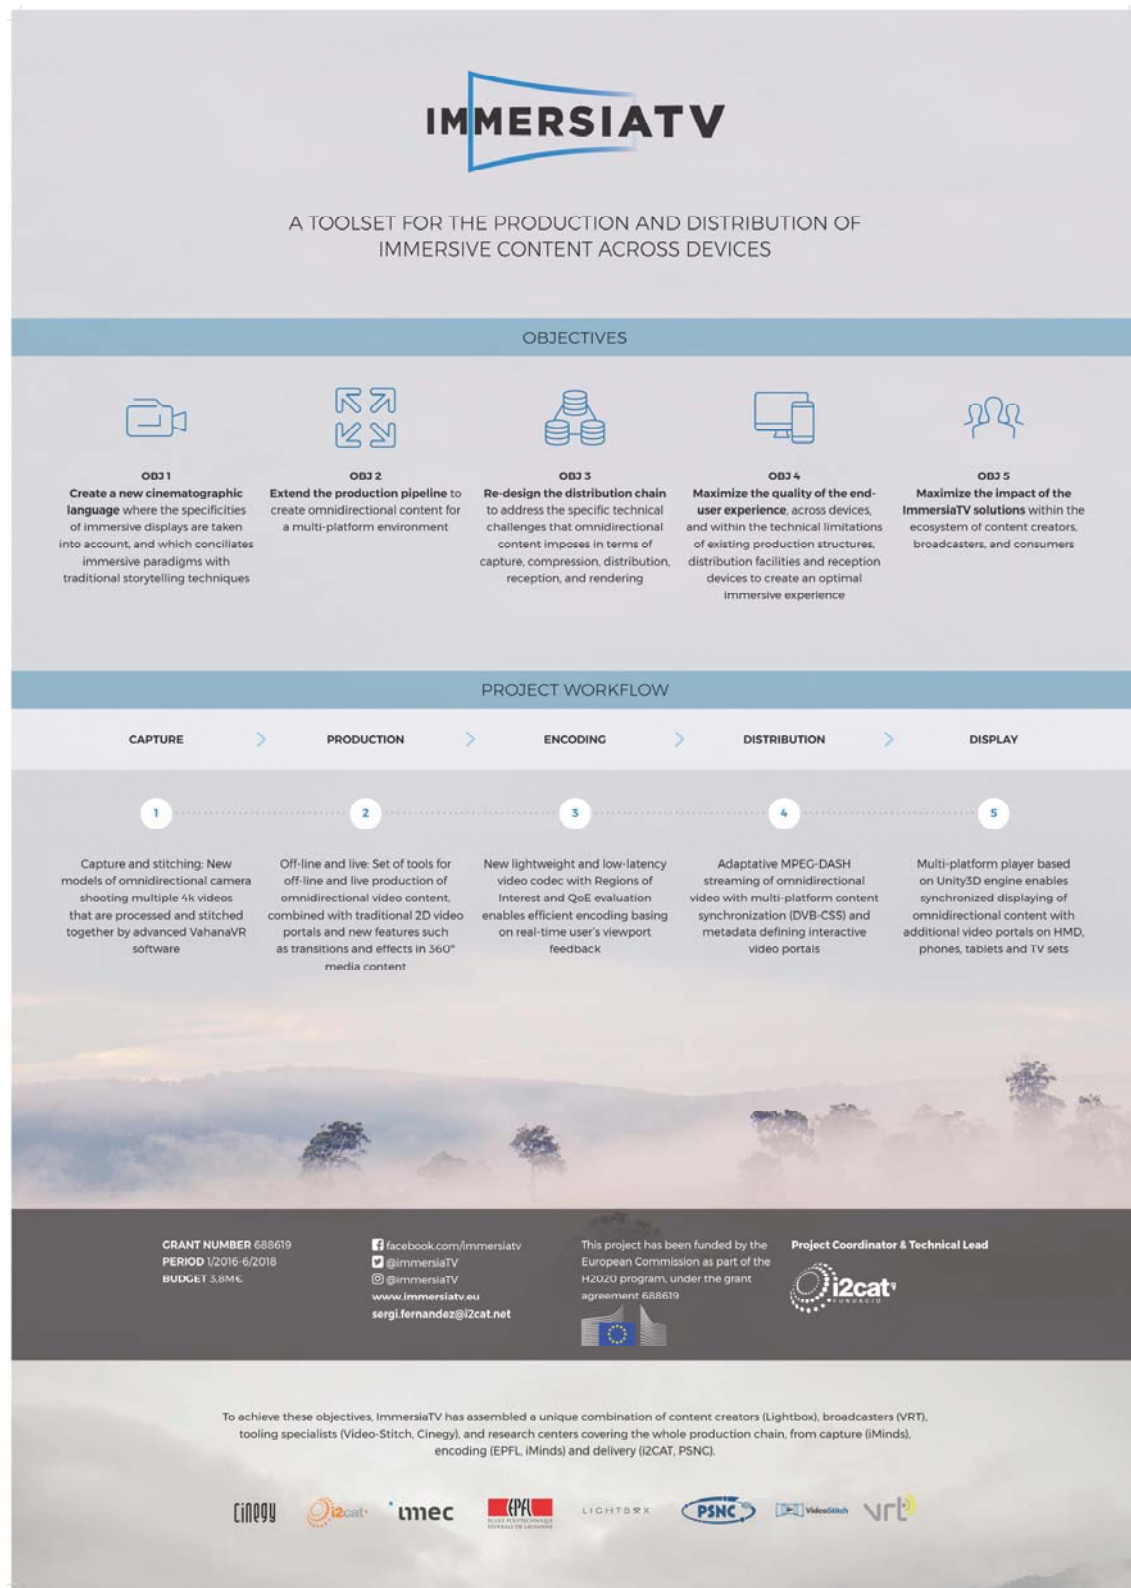 IMMERSIATV
A TOOLSET FOR THE PRODUCTION AND DISTRIBUTION OF
IMMERSIVE CONTENT ACROSS DEVICES
OBJECTIVES
OBJ 1
Create a new cinematographic
language where the specificities
of immersive displays are taken
into account, and which conciliates
immersive paradigms with
traditional storytelling techniques
OBJ 2
Extend the production pipeline to
create omnidirectional content for
a multi-platform environment
OBJ 3
Re-design the distribution chain
to address the specific technical
challenges that omnidirectional
content imposes in terms of
capture, compression, distribution,
reception, and rendering
OBJ 4
Maximize the quality of the end-
user experience, across devices,
and within the technical limitations
of existing production structures,
distribution facilities and reception
devices to create an optimal
immersive experience
OBJ 5
Maximize the impact of the
ImmersiaTV solutions within the
ecosystem of content creators,
broadcasters, and consumers
PROJECT WORKFLOW
CAPTURE > PRODUCTION > ENCODING > DISTRIBUTION > DISPLAY
1
Capture and stitching: New
models of omnidirectional camera
shooting multiple 4k videos
that are processed and stitched
together by advanced VahanaVR
software
2
Off-line and live: Set of tools for
off-line and live production of
omnidirectional video content,
combined with traditional 2D video
portals and new features such
as transitions and effects in 360°
media content
3
New lightweight and low-latency
video codec with Regions of
Interest and QoE evaluation
enables efficient encoding basing
on real-time user's viewport
feedback
4
Adaptative MPEG-DASH
streaming of omnidirectional
video with multi-platform content
synchronization (DVB-CSS) and
metadata defining interactive
video portals
5
Multi-platform player based
on Unity3D engine enables
synchronized displaying of
omnidirectional content with
additional video portals on HMD,
phones, tablets and TV sets
GRANT NUMBER 688619
PERIOD 1/2016-6/2018
BUDGET 3,8M€
facebook.com/immersiatv
@immersiaTV
@immersiaTV
www.immersiatv.eu
sergi.fernandez@i2cat.net
This project has been funded by the
European Commission as part of the
H2020 program, under the grant
agreement 688619
Project Coordinator & Technical Lead
i2cat
FUNDACIÓ
To achieve these objectives, ImmersiaTV has assembled a unique combination of content creators (Lightbox), broadcasters (VRT),
tooling specialists (Video-Stitch, Cinegy), and research centers covering the whole production chain, from capture (iMinds),
encoding (EPFL, iMinds) and delivery (i2CAT, PSNC).
Cinegy
i2cat
imec
EPFL
ÉCOLE POLYTECHNIQUE
FÉDÉRALE DE LAUSANNE
LIGHTBOX
PSNC
VideoStitch
vrt